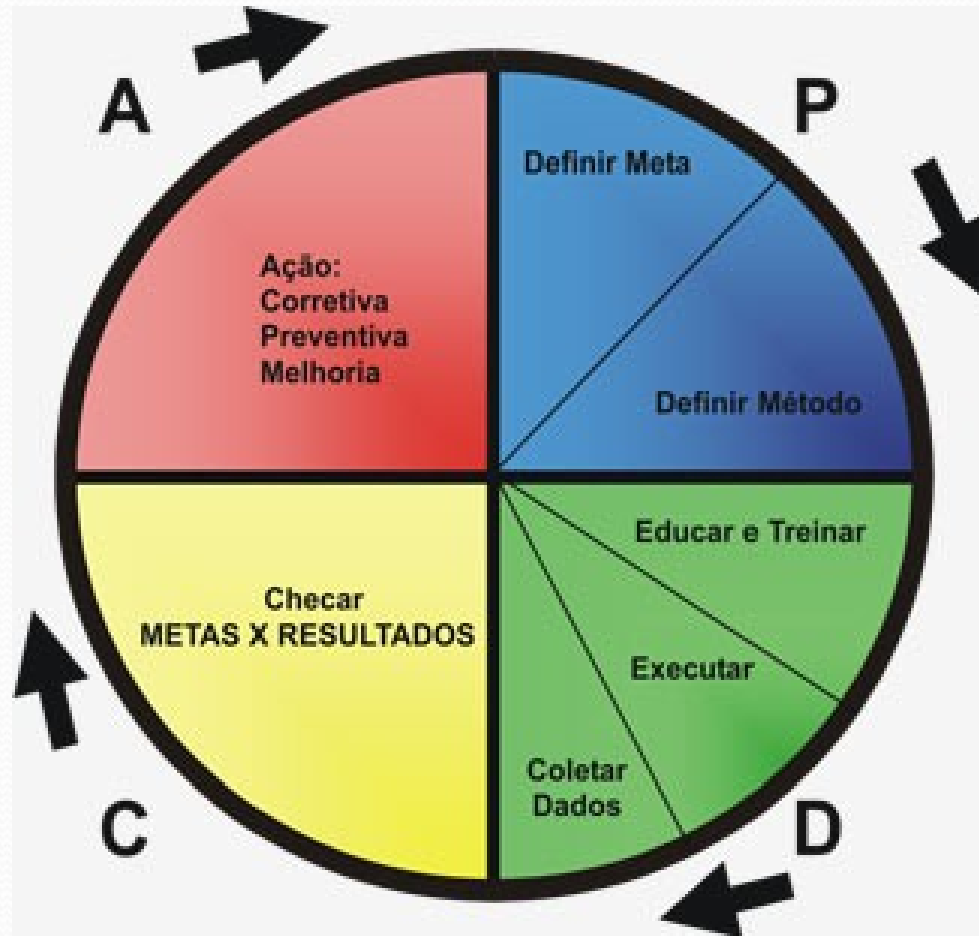 A
P
Definir Meta
Ação:
Corretiva
Preventiva
Melhoria
Definir Método
Educar e Treinar
Checar
METAS X RESULTADOS
Executar
Coletar
Dados
C
D